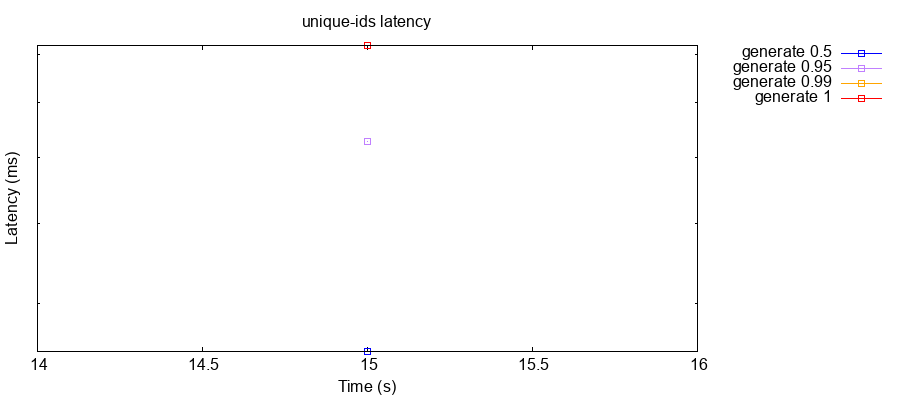 unique-ids latency
generate 0.5
generate 0.95
generate 0.99
generate 1
Latency (ms)
14 14.5 15 15.5 16
Time (s)